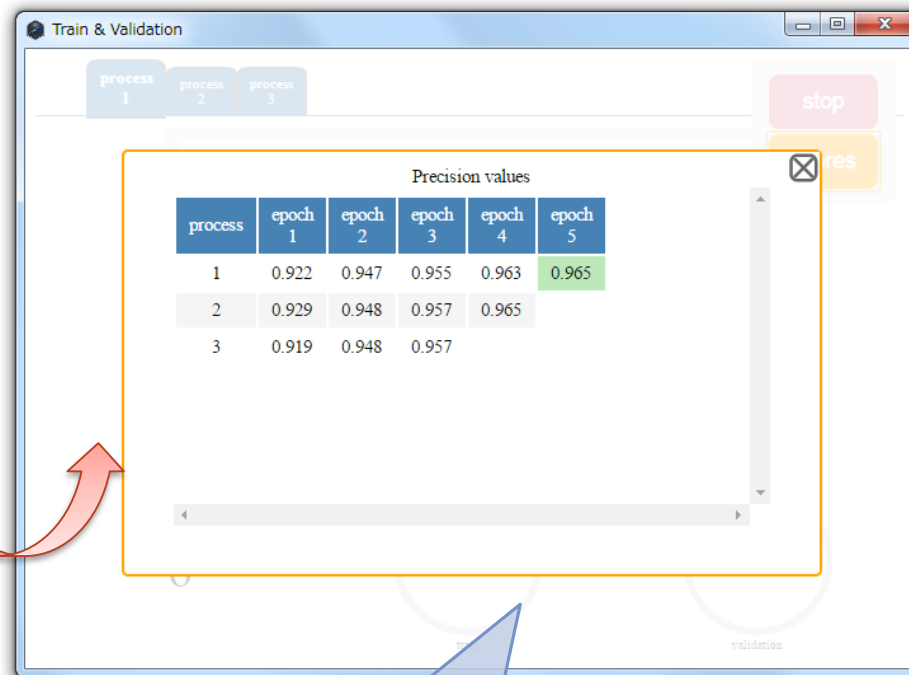 Train & Validation
process 1
process 2
process 3
stop
res
Precision values
process epoch 1 epoch 2 epoch 3 epoch 4 epoch 5
1 0.922 0.947 0.955 0.963 0.965
2 0.929 0.948 0.957 0.965
3 0.919 0.948 0.957
validation